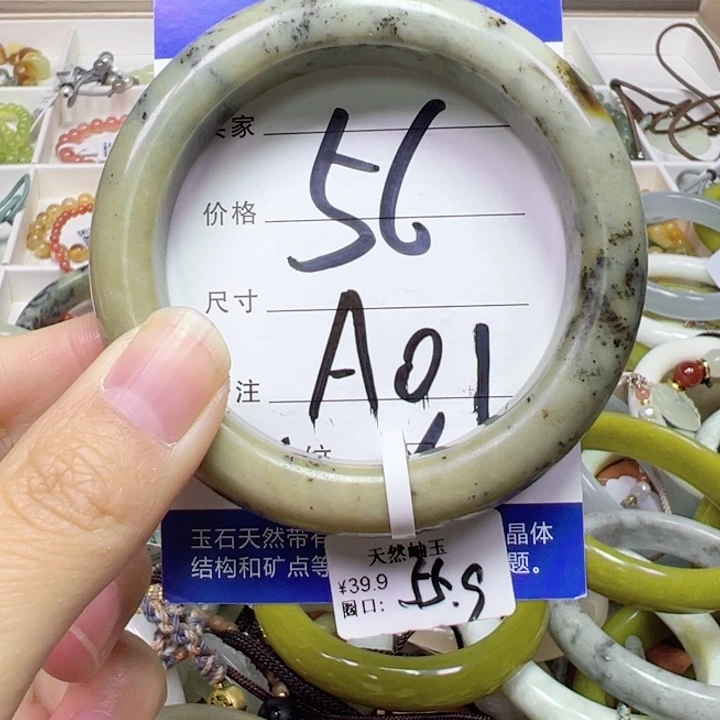 家
56
价格
尺寸
A01
注
玉石天然带有 晶体
结构和矿点等 题。
天然岫玉
¥39.9
圈口: 55.9